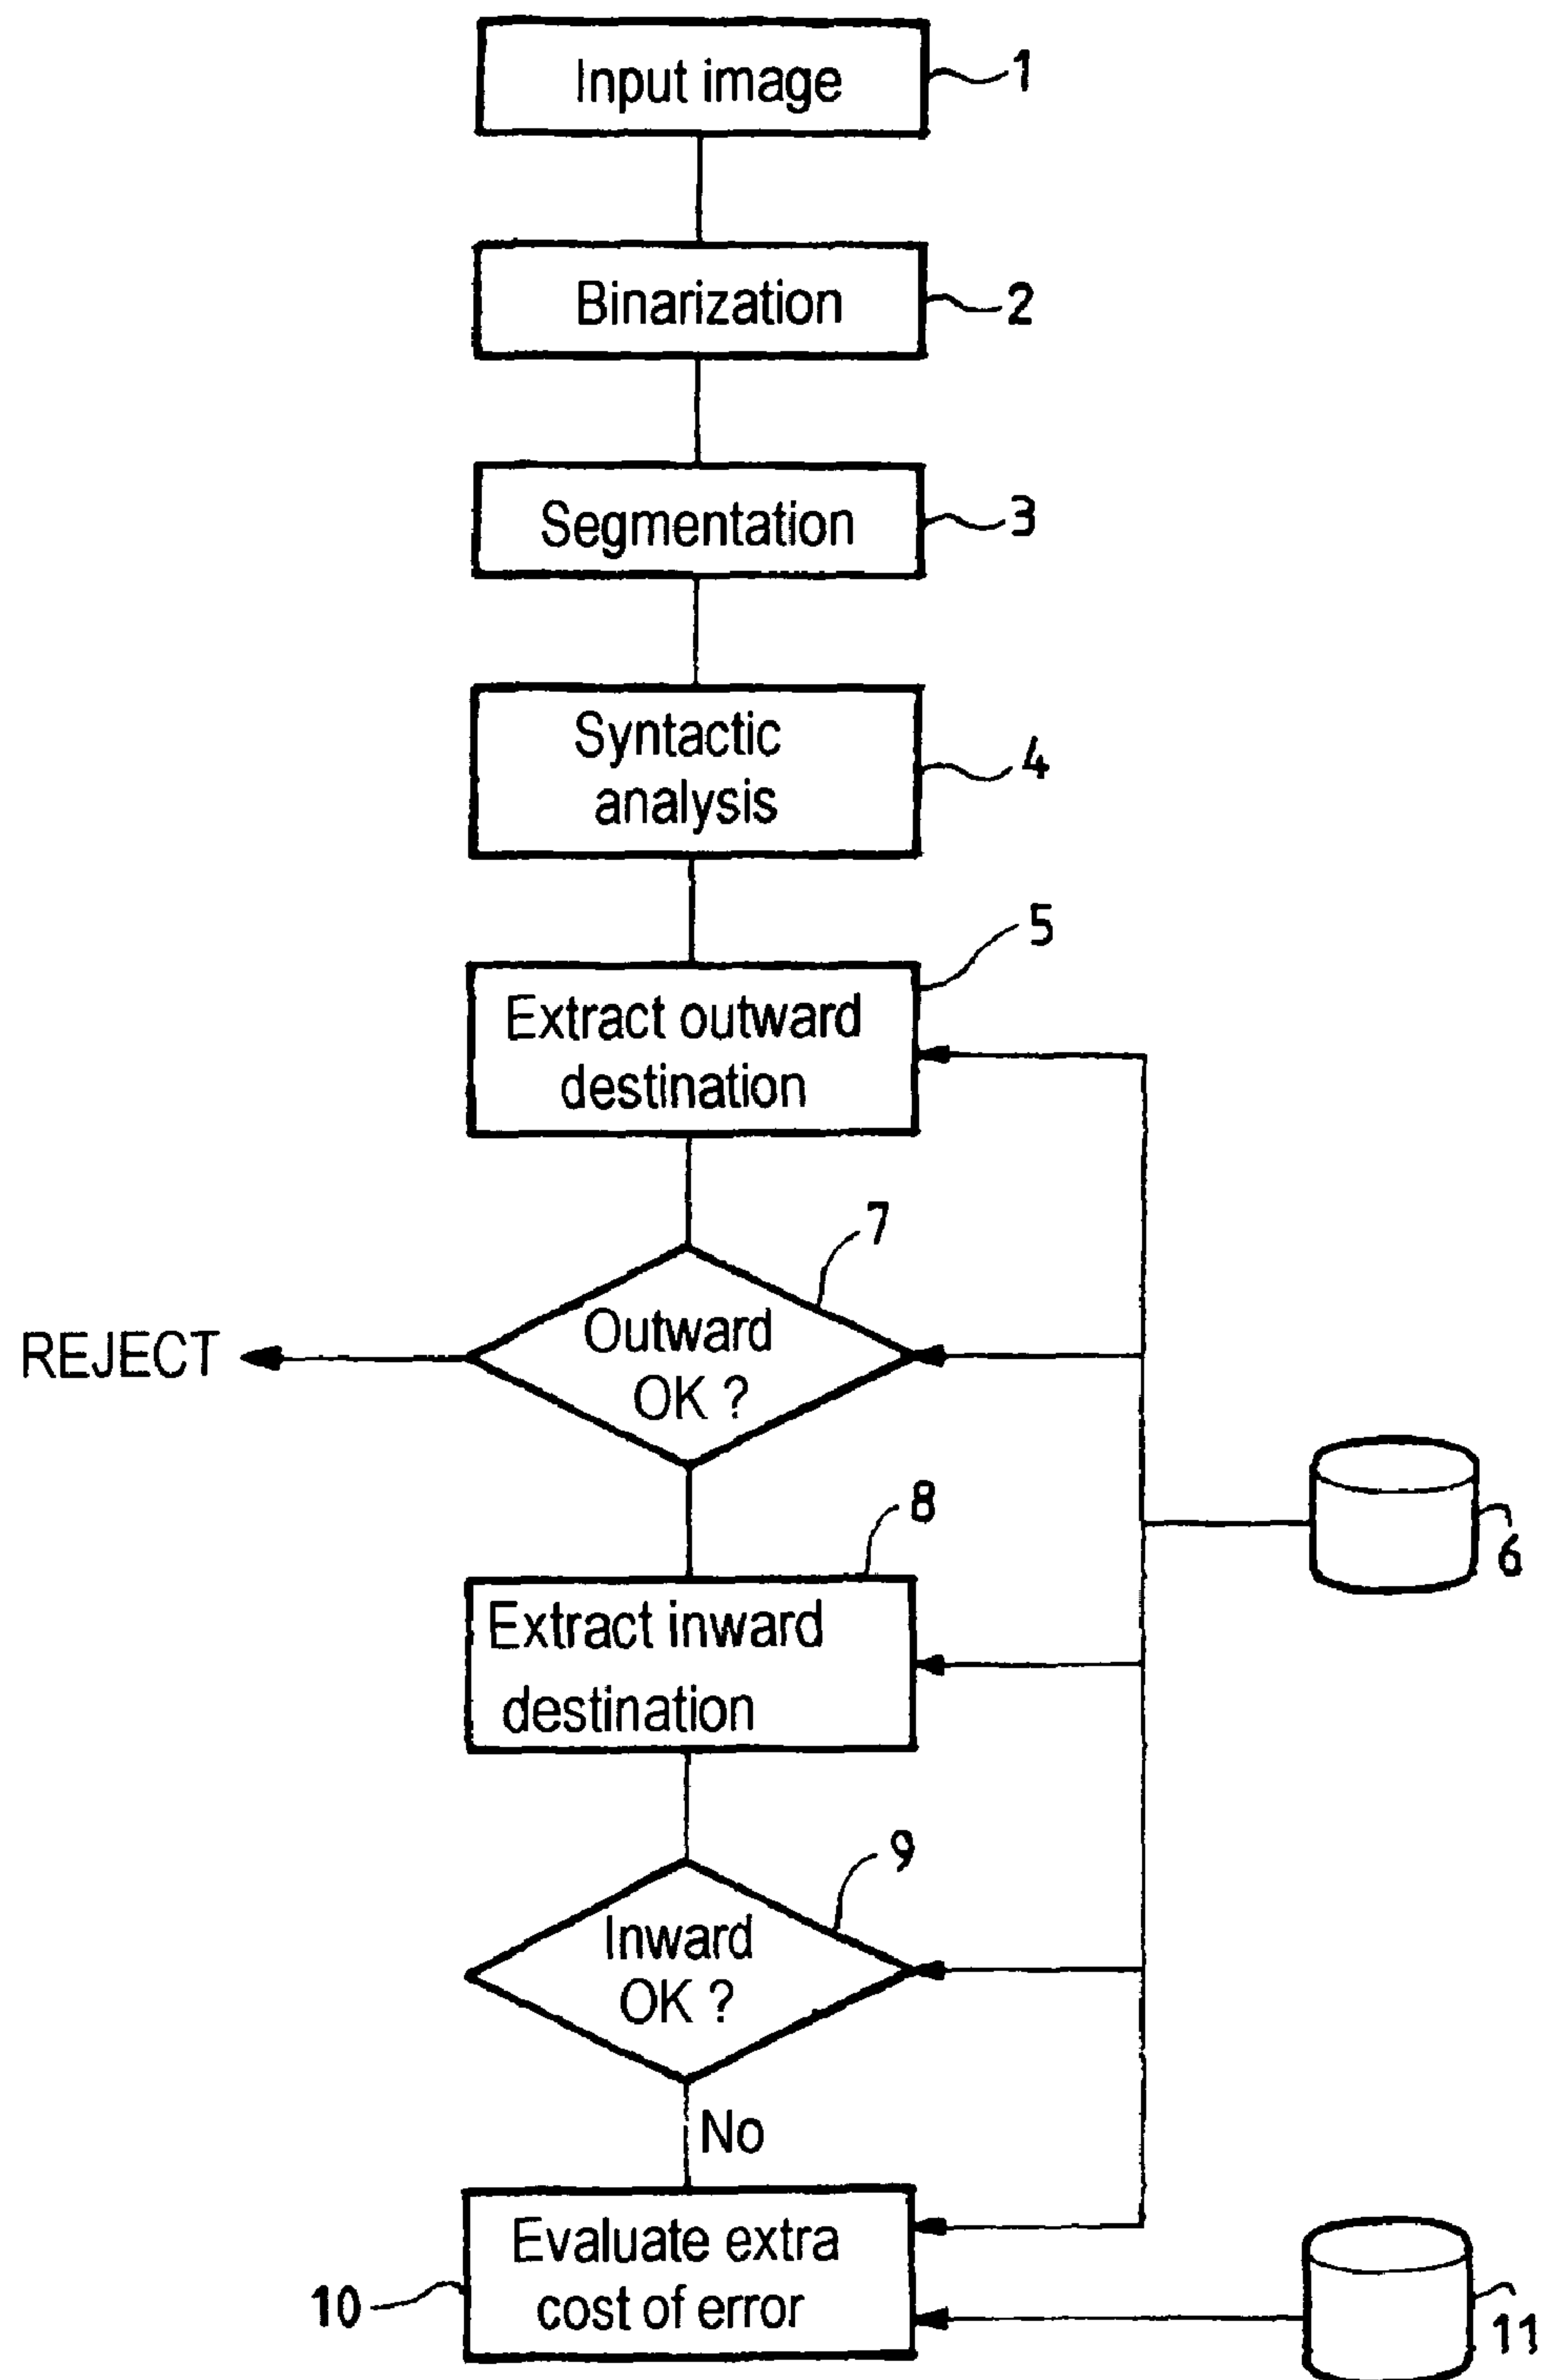 Input image
1
Binarization
2
Segmentation
3
Syntactic
analysis
4
5
Extract outward
destination
7
Outward
OK ?
REJECT
8
6
Extract inward
destination
9
Inward
OK ?
No
Evaluate extra
cost of error
10
11